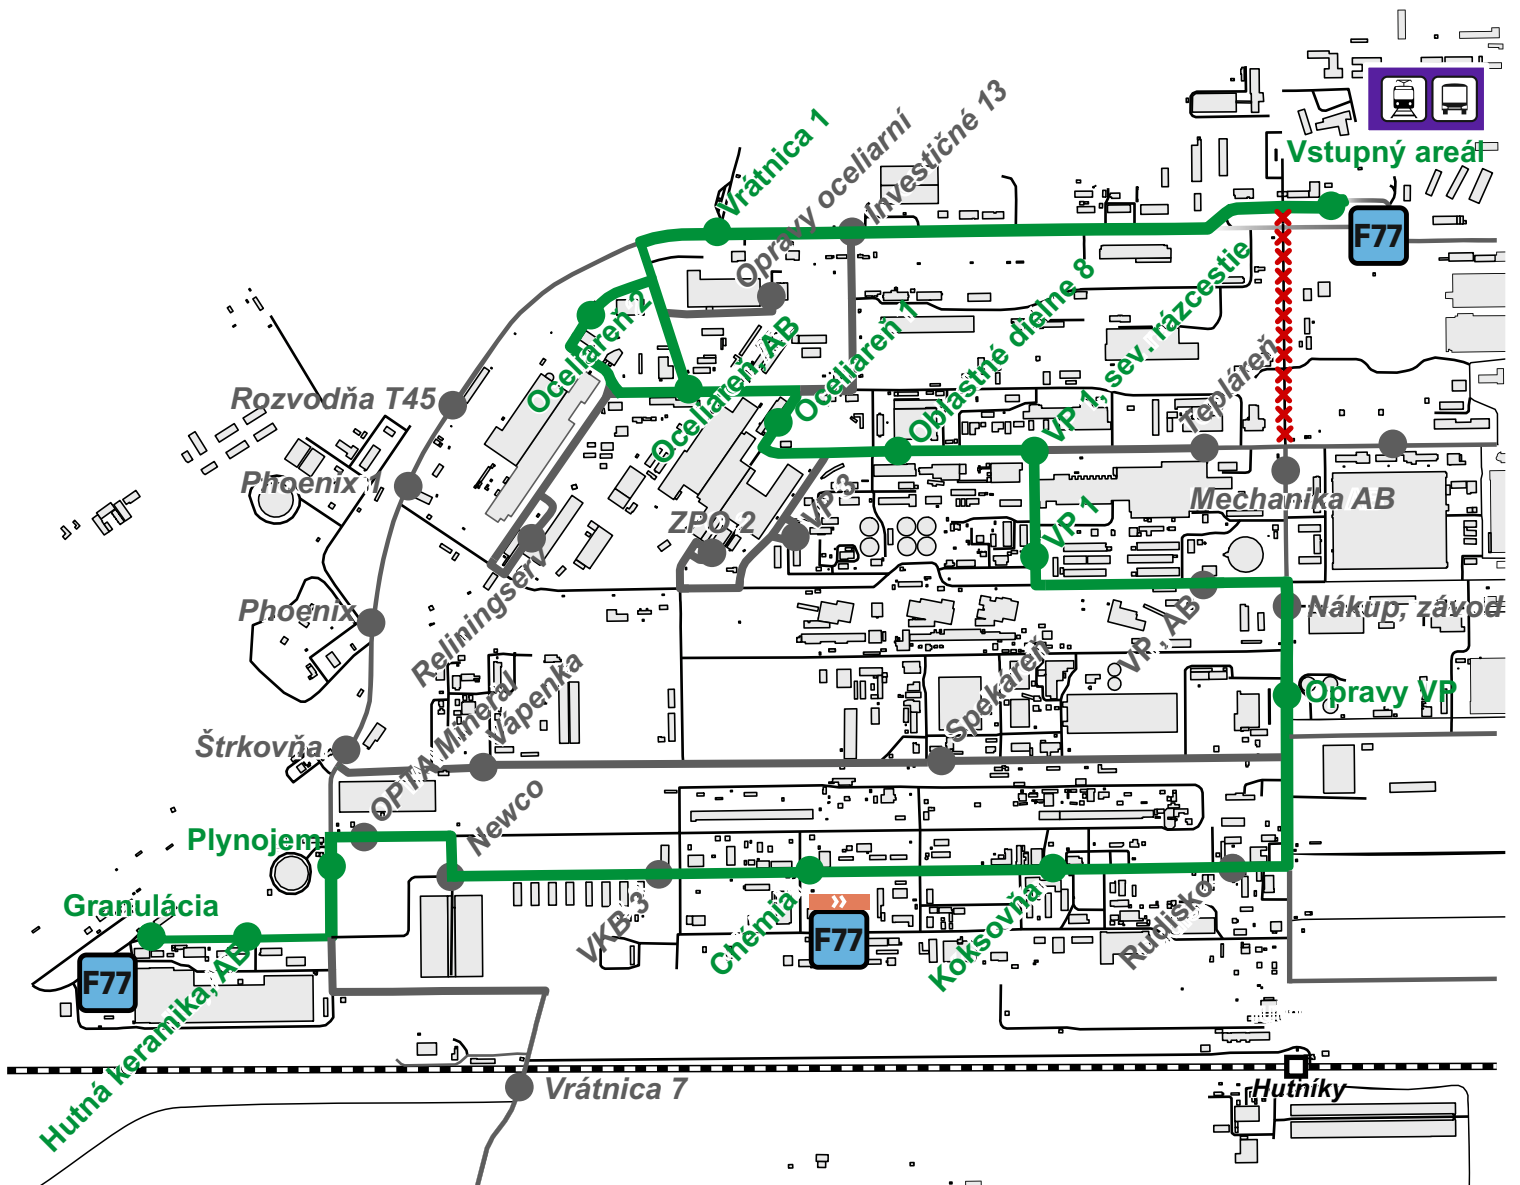 Vstupný areál
F77
Vrátnica 1
Opravy oceliarní
Investičné 13
Oceliareň 2
Oceliareň, AB
Oceliareň 1
Oblastné dielne 8
VP 1, sev. rázcestie
Tepláreň
Rozvodňa T45
Phoenix 1
Mechanika AB
ZPO 2
VP 3
VP 1
Reliningserv
Phoenix
VP , AB
Nákup, závod
Opravy VP
Štrkovňa
OPTA Mineral
Vápenka
Spekáreň
Newco
Plynojem
Granulácia
VKB 3
Chémia
»
F77
Koksovňa
Rudisko
F77
Hutná keramika, AB
Vrátnica 7
Hutníky